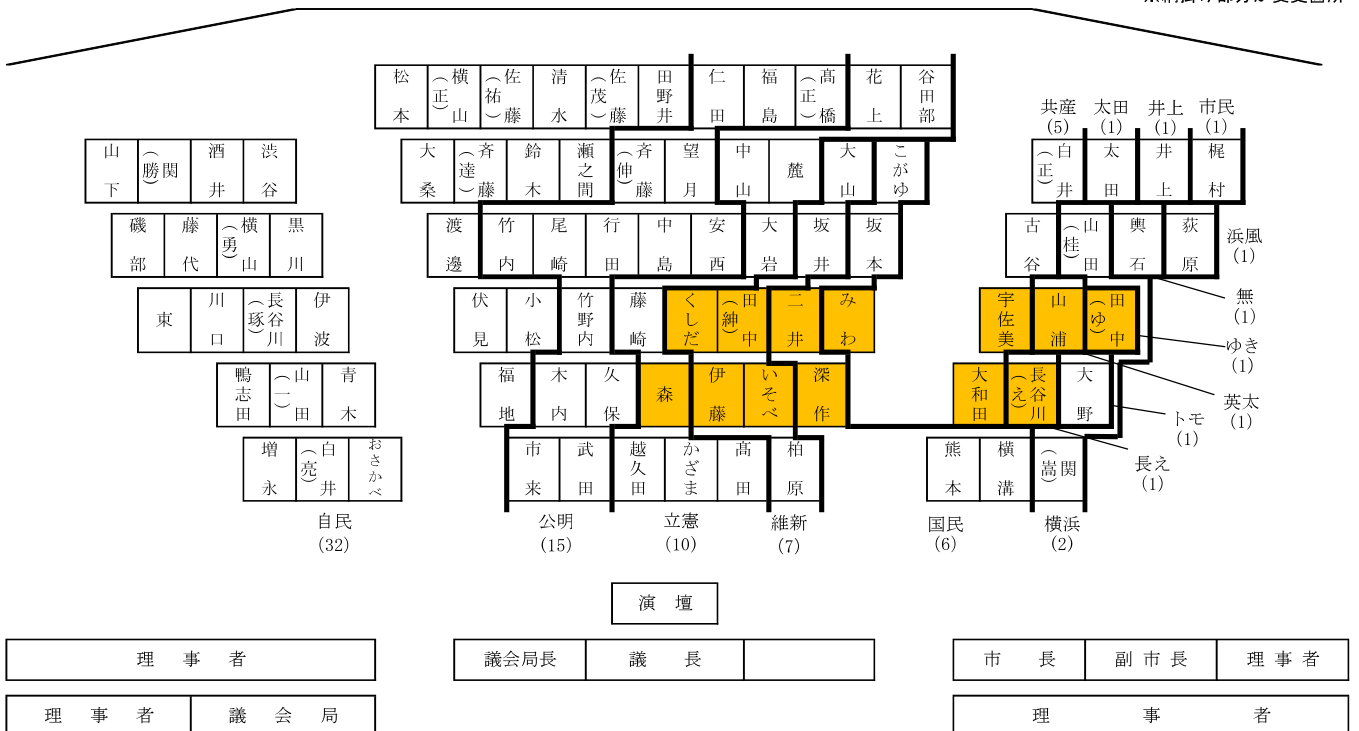 松本 横山(正) 佐藤(祐) 清水 佐藤(茂) 田野井 仁田 福島 髙橋(正) 花上 谷田部
共産 太田 井上 市民
(5) (1) (1) (1)
山下 関(勝) 酒井 渋谷 大桑 斉藤(達) 鈴木 瀬之間 斉藤(伸) 望月 中山 麓 大山 こがゆ 白井(正) 太田 井上 梶村
磯部 藤代 横山(勇) 黒川 渡邊 竹内 尾崎 行田 中島 安西 大岩 坂井 坂本 古谷 山田(桂) 輿石 荻原
浜風
(1)
東 川口 長谷川(琢) 伊波 伏見 小松 竹野内 藤崎 くしだ 田中(紳) 二井 みわ 宇佐美 山浦 田中(ゆ)
無
(1)
ゆき
(1)
鴨志田 山田(一) 青木 福地 木内 久保 森 伊藤 いそべ 深作 大和田 長谷川(え) 大野
英太
(1)
トモ
(1)
増永 白井(亮) おさかべ 市来 武田 越久田 かざま 髙田 柏原 熊本 横溝 関(嵩)
長え
(1)
自民 公明 立憲 維新 国民 横浜
(32) (15) (10) (7) (6) (2)
演壇
理事者 議会局長 議長 市長 副市長 理事者
理事者 議会局 理事者